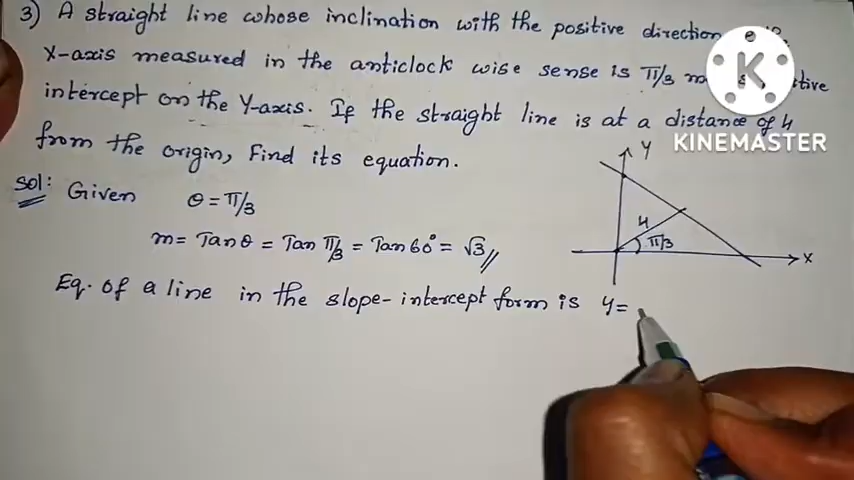 3) A straight line whose inclination with the positive direction
X-axis measured in the anticlock wise sense is π/3
intercept on the Y-axis. If the straight line is at a distance of 4
from the origin, Find its equation.
Sol: Given θ = π/3
m = Tanθ = Tan π/3 = Tan 60° = √3 //
Eq. of a line in the slope-intercept form is y =
Y
4
π/3
X
K
KINEMASTER